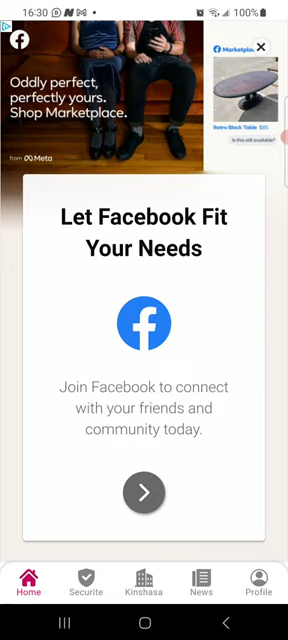 16:30
100%
Oddly perfect,
perfectly yours.
Shop Marketplace.
from Meta
Marketplace
Retro Black Table $85
Is this still available?
Let Facebook Fit
Your Needs
Join Facebook to connect
with your friends and
community today.
Home
Securite
Kinshasa
News
Profile